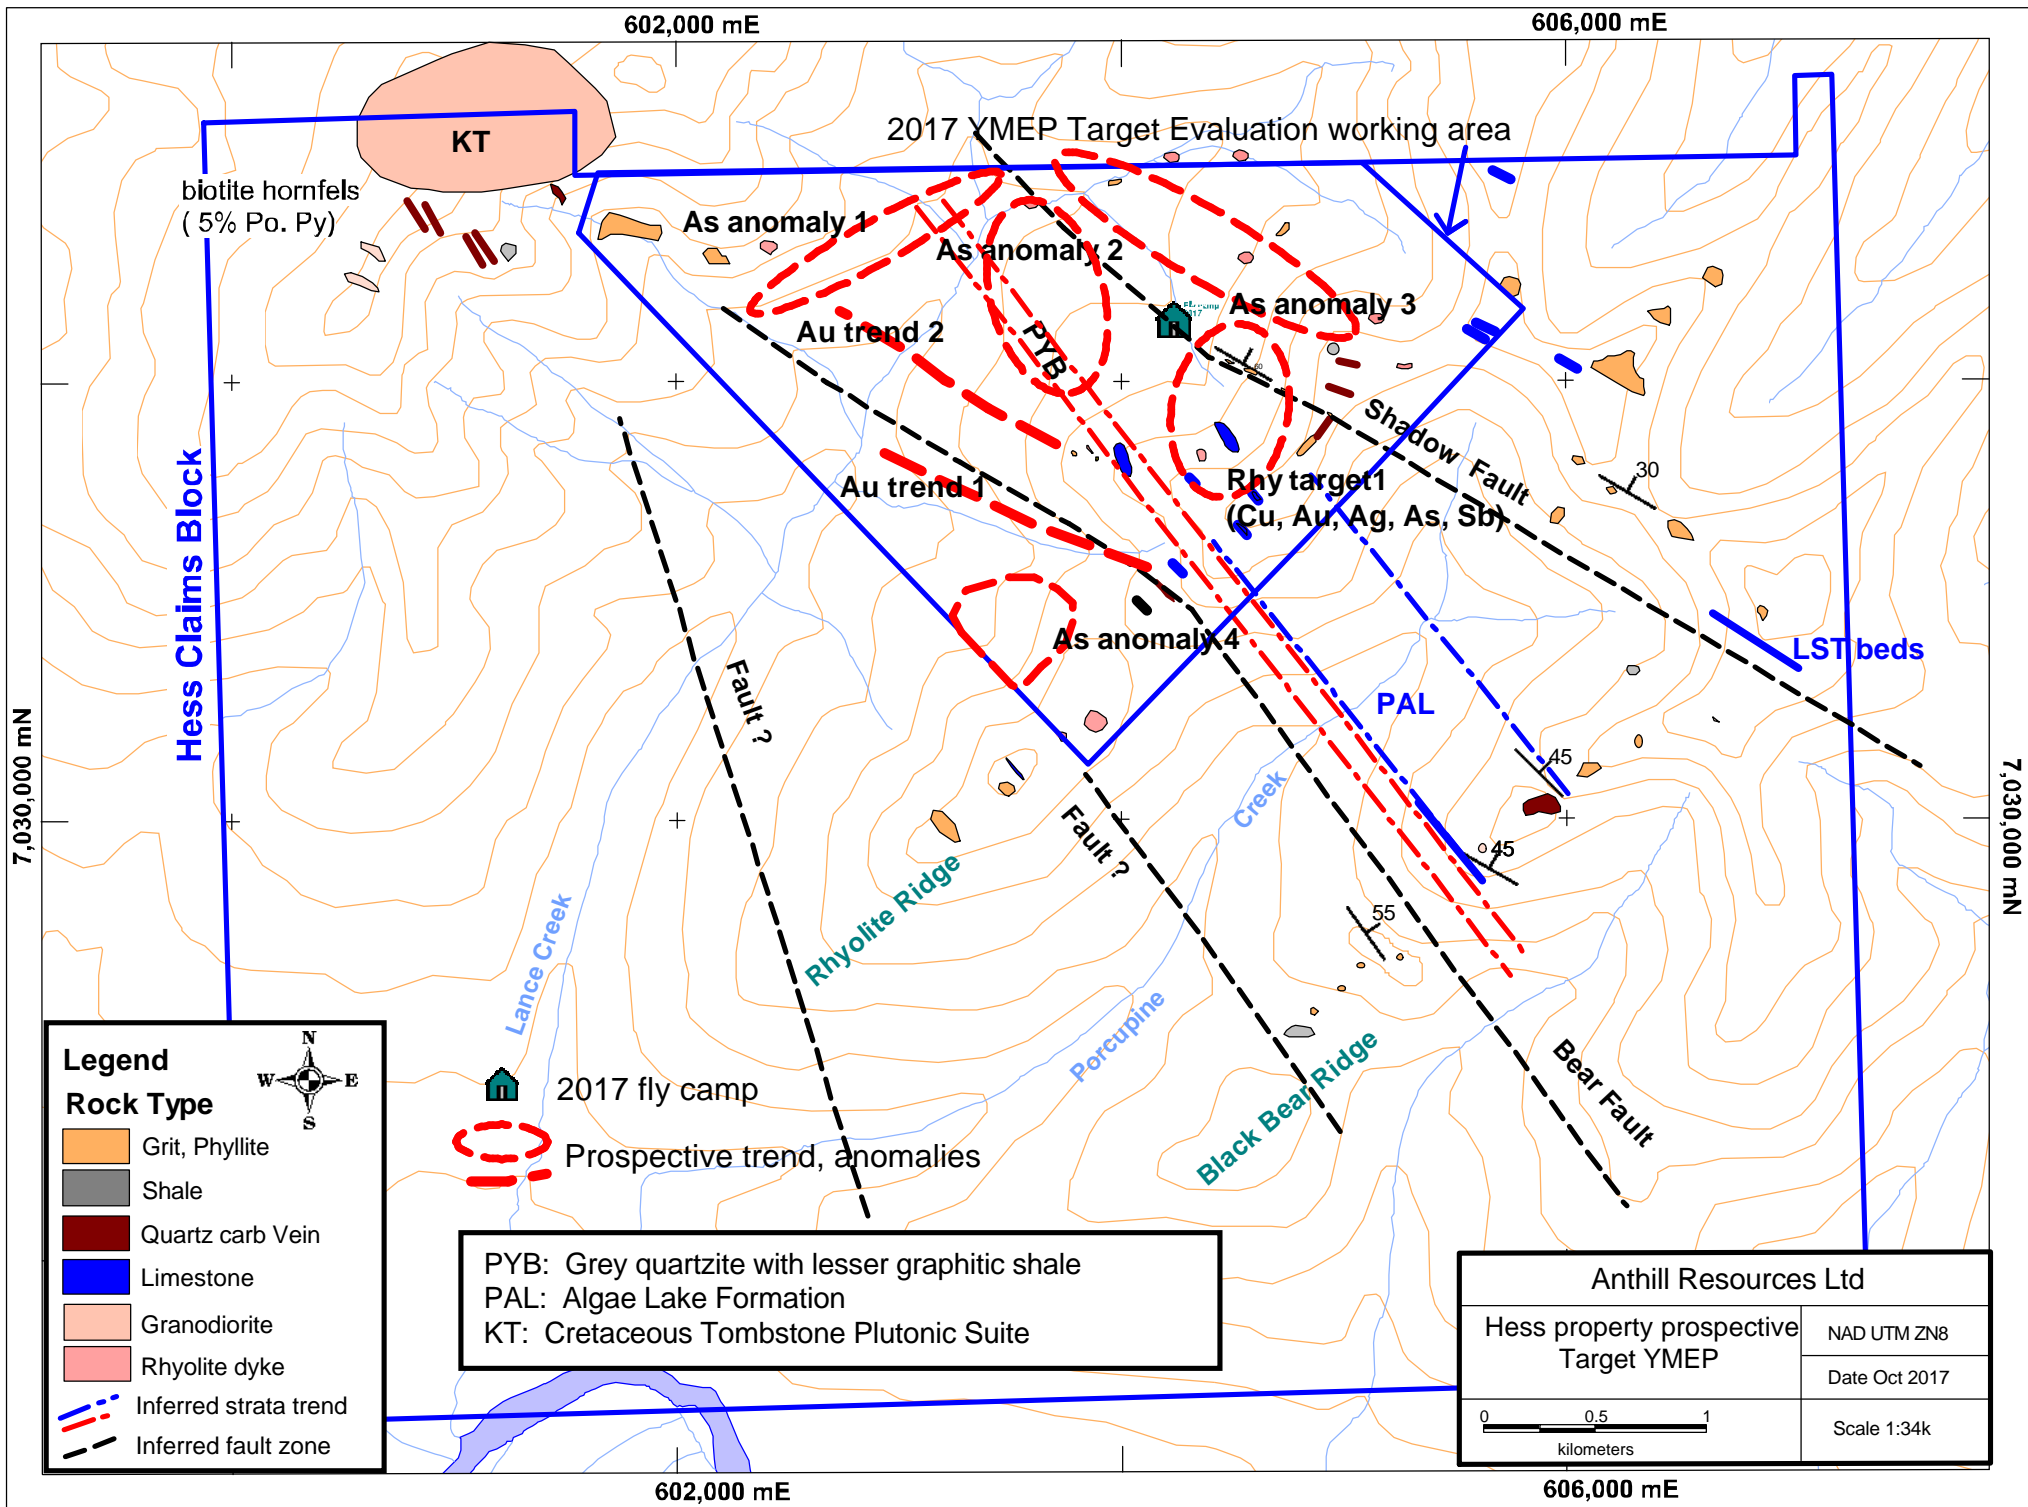 602,000 mE
606,000 mE
KT
2017 YMEP Target Evaluation working area
biotite hornfels
( 5% Po. Py)
As anomaly 1
As anomaly 2
As anomaly 3
Au trend 2
PYB
60
Shadow Fault
Au trend 1
Rhy target1
(Cu, Au, Ag, As, Sb)
30
Hess Claims Block
As anomaly 4
LST beds
Fault ?
PAL
45
7,030,000 mN
7,030,000 mN
Creek
Fault ?
45
Rhyolite Ridge
55
Lance Creek
Porcupine
Black Bear Ridge
Bear Fault
Legend
N
W
E
S
Rock Type
Grit, Phyllite
Shale
Quartz carb Vein
Limestone
Granodiorite
Rhyolite dyke
Inferred strata trend
Inferred fault zone
2017 fly camp
Prospective trend, anomalies
PYB: Grey quartzite with lesser graphitic shale
PAL: Algae Lake Formation
KT: Cretaceous Tombstone Plutonic Suite
Anthill Resources Ltd
Hess property prospective
Target YMEP
NAD UTM ZN8
Date Oct 2017
0 0.5 1
kilometers
Scale 1:34k
602,000 mE
606,000 mE